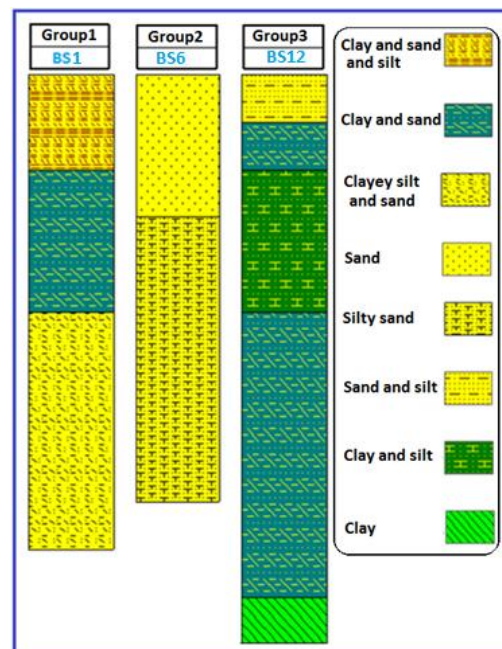 Group1
BS1
Group2
BS6
Group3
BS12
Clay and sand
and silt
Clay and sand
Clayey silt
and sand
Sand
Silty sand
Sand and silt
Clay and silt
Clay